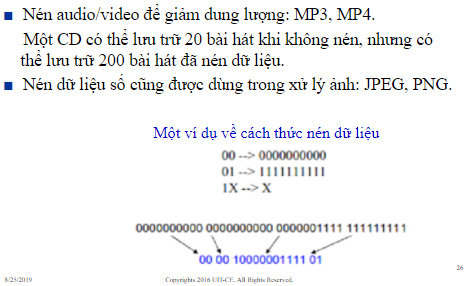 ■ Nén audio/video để giảm dung lượng: MP3, MP4.
Một CD có thể lưu trữ 20 bài hát khi không nén, nhưng có
thể lưu trữ 200 bài hát đã nén dữ liệu.
■ Nén dữ liệu số cũng được dùng trong xử lý ảnh: JPEG, PNG.
Một ví dụ về cách thức nén dữ liệu
00 --> 0000000000
01 --> 1111111111
1X --> X
0000000000 0000000000 0000001111 111111111
00 00 10000001111 01
26
8/25/2019
Copyrights 2016 UIT-CE. All Rights Reserved.